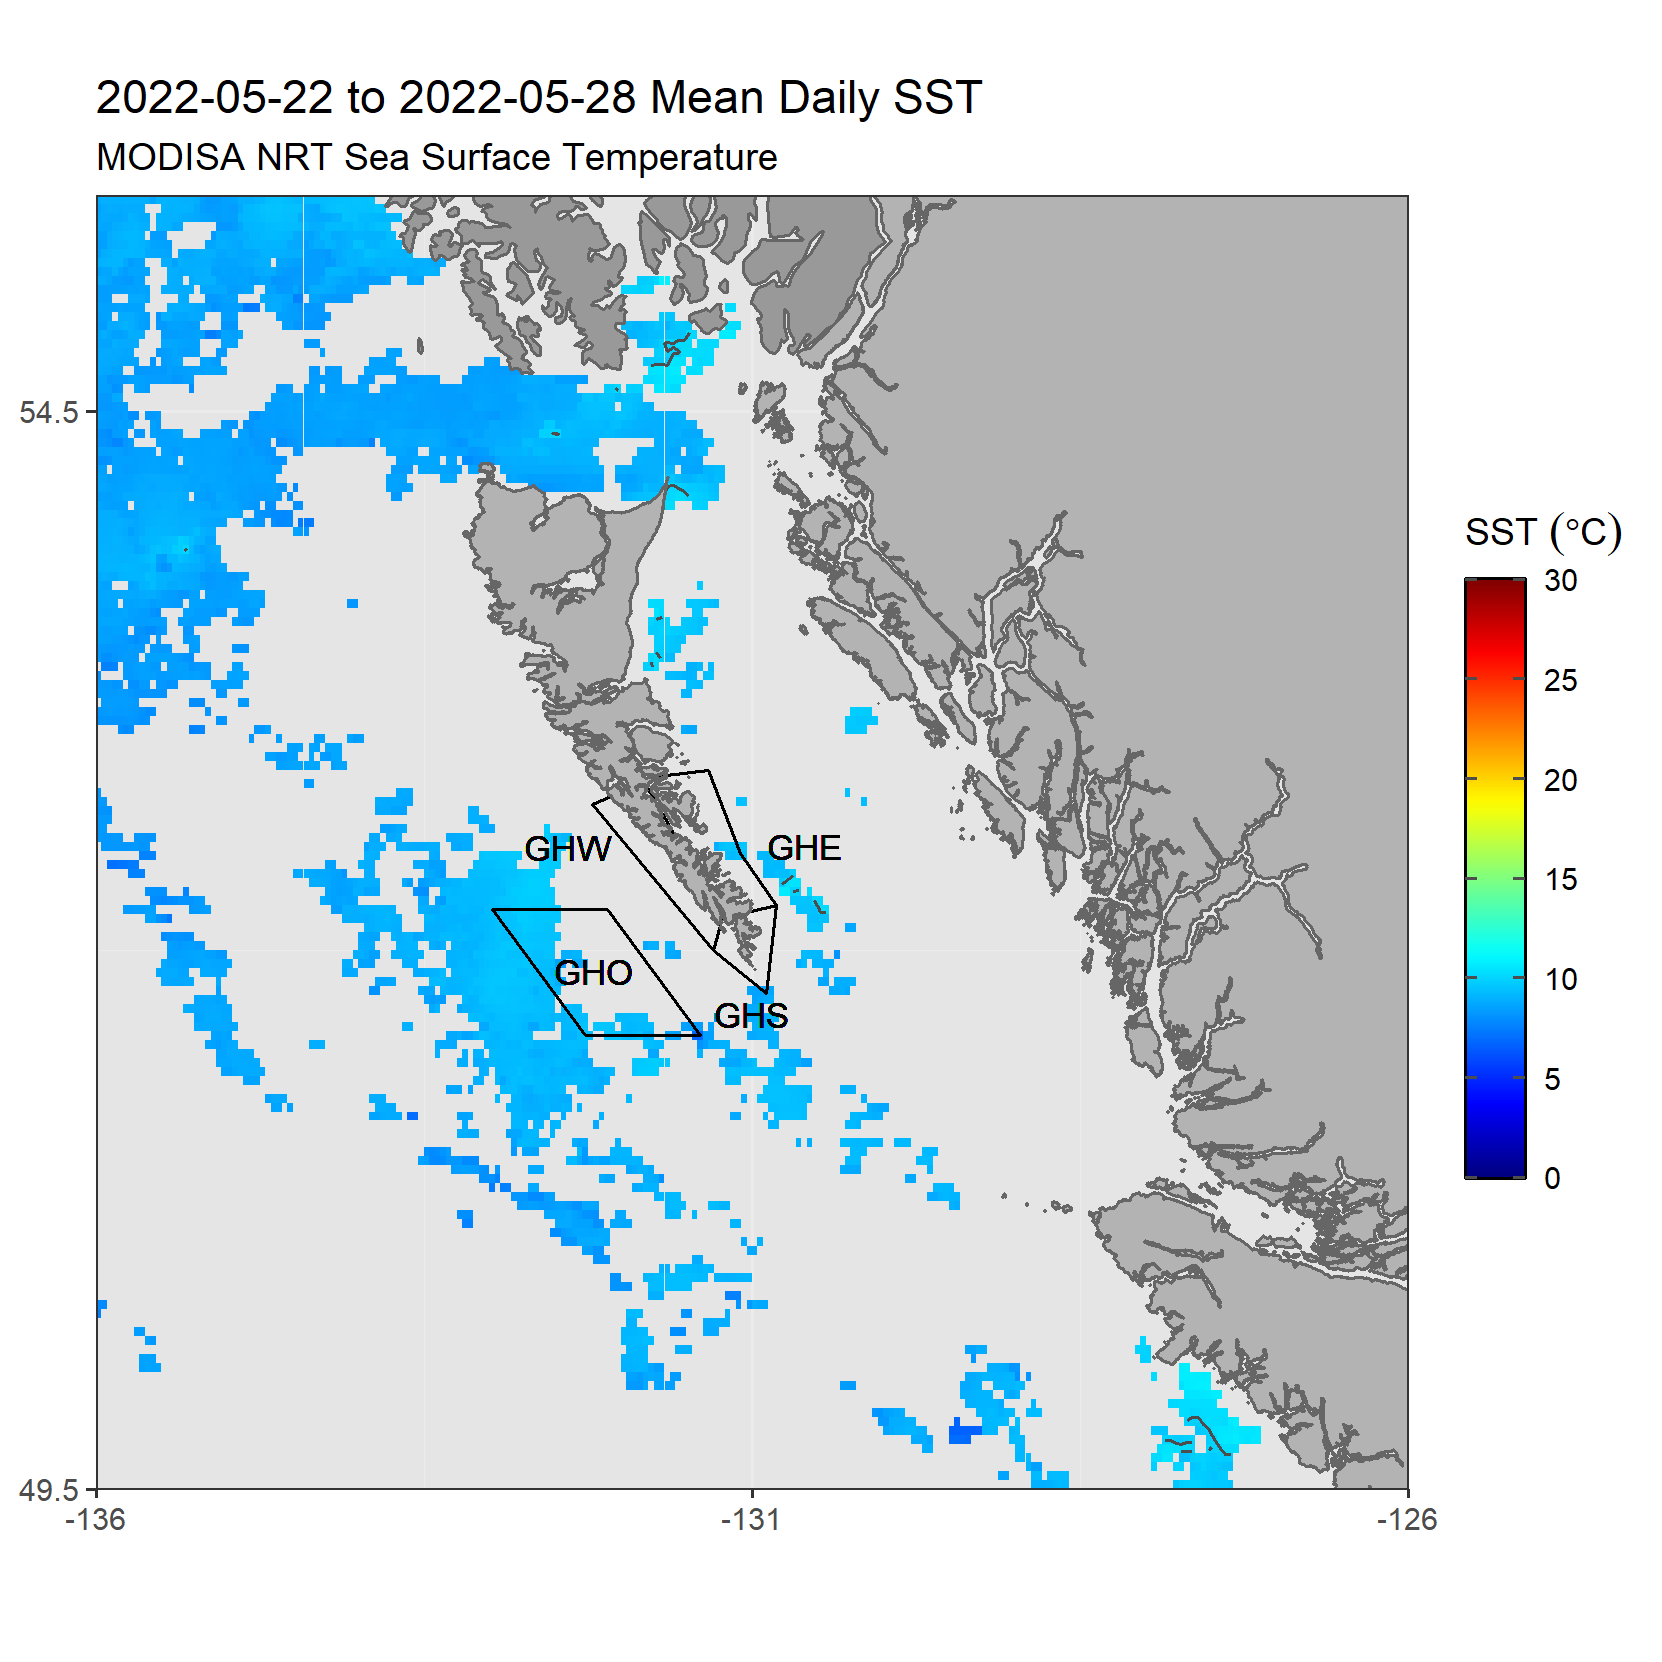 2022-05-22 to 2022-05-28 Mean Daily SST
MODISA NRT Sea Surface Temperature
54.5
49.5
-136
-131
-126
GHW
GHE
GHO
GHS
SST (°C)
30
25
20
15
10
5
0